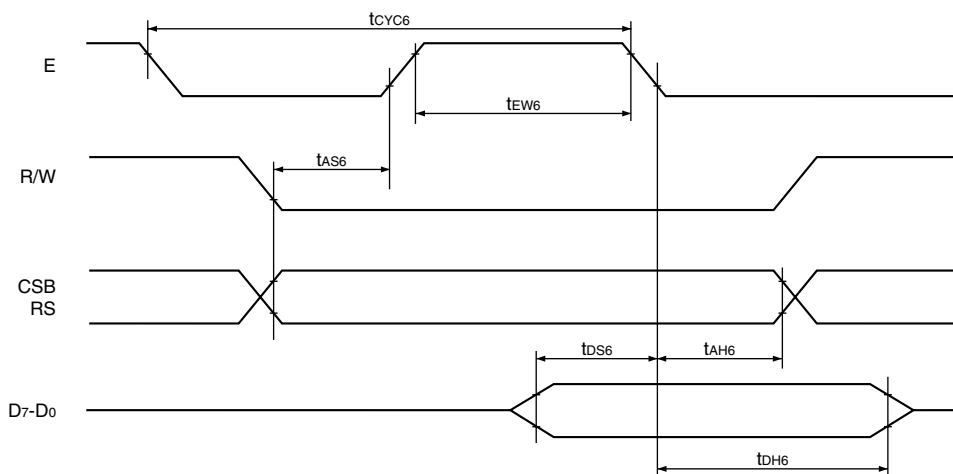 tCYC6
E
tEW6
tAS6
R/W
CSB
RS
tDS6
tAH6
D7-D0
tDH6